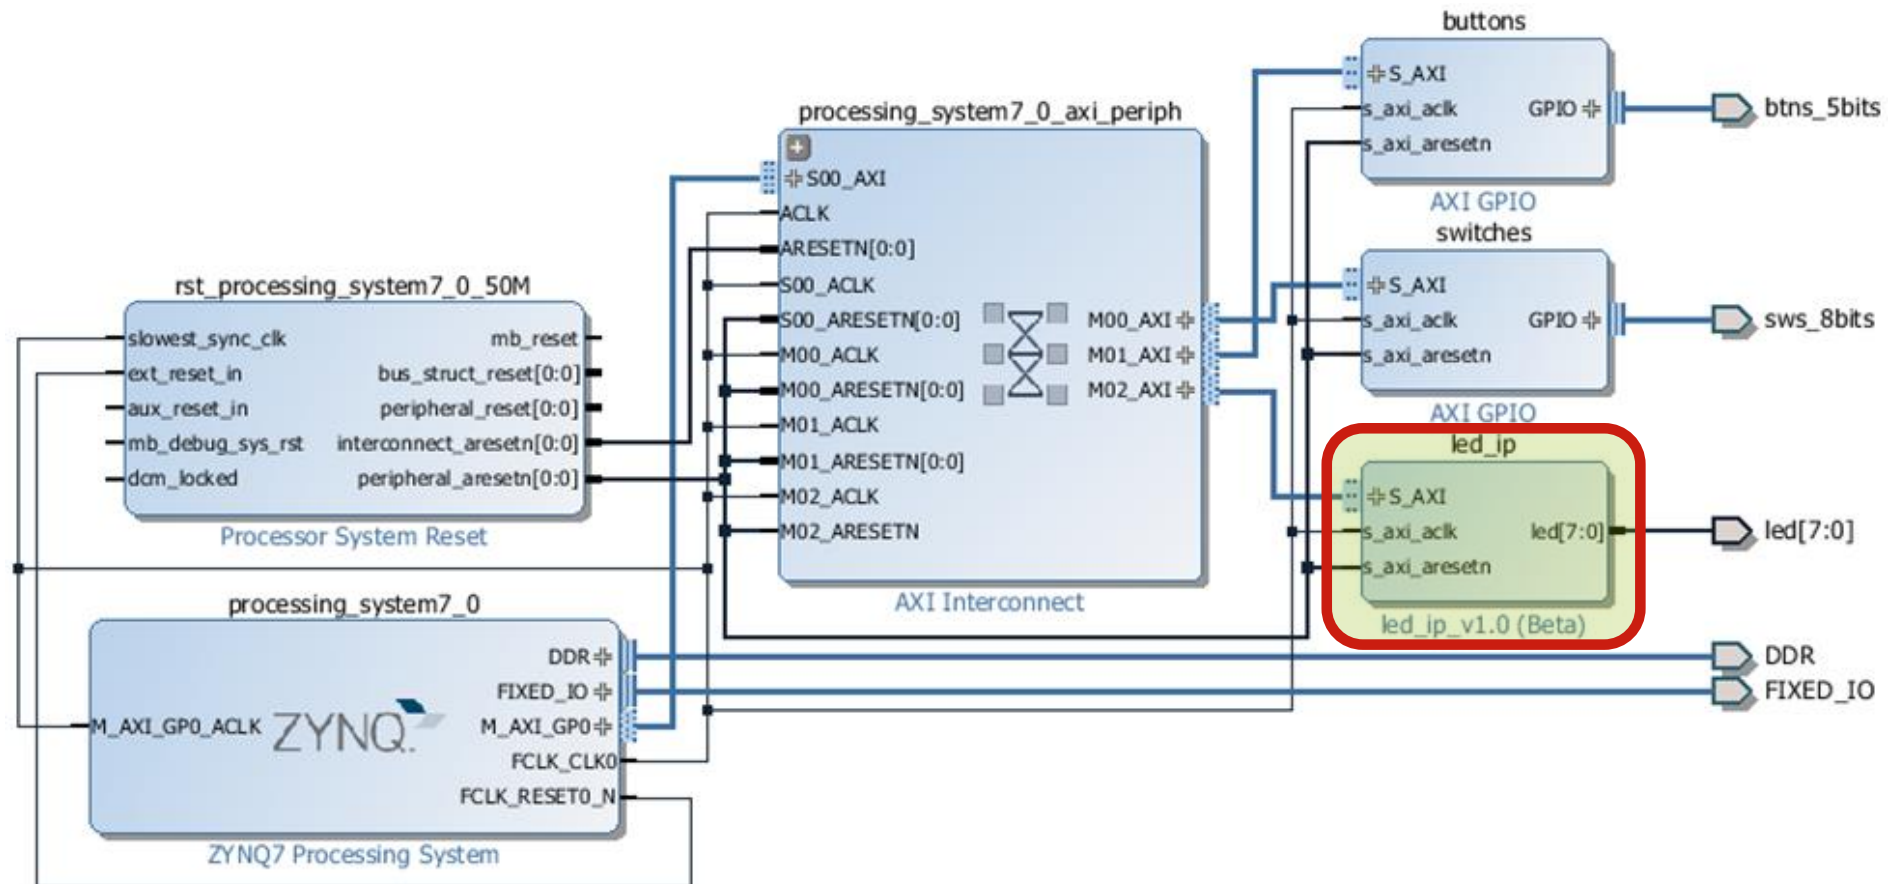 buttons
S_AXI
s_axi_aclk
s_axi_aresetn
GPIO
AXI GPIO
btns_5bits
switches
S_AXI
s_axi_aclk
s_axi_aresetn
GPIO
AXI GPIO
sws_8bits
led_ip
S_AXI
s_axi_aclk
s_axi_aresetn
led[7:0]
led_ip_v1.0 (Beta)
led[7:0]
processing_system7_0_axi_periph
S00_AXI
ACLK
ARESETN[0:0]
S00_ACLK
S00_ARESETN[0:0]
M00_ACLK
M00_ARESETN[0:0]
M01_ACLK
M01_ARESETN[0:0]
M02_ACLK
M02_ARESETN
M00_AXI
M01_AXI
M02_AXI
AXI Interconnect
rst_processing_system7_0_50M
slowest_sync_clk
ext_reset_in
aux_reset_in
mb_debug_sys_rst
dcm_locked
mb_reset
bus_struct_reset[0:0]
peripheral_reset[0:0]
interconnect_aresetn[0:0]
peripheral_aresetn[0:0]
Processor System Reset
processing_system7_0
M_AXI_GP0_ACLK
ZYNQ.
DDR
FIXED_IO
M_AXI_GP0
FCLK_CLK0
FCLK_RESET0_N
ZYNQ7 Processing System
DDR
FIXED_IO